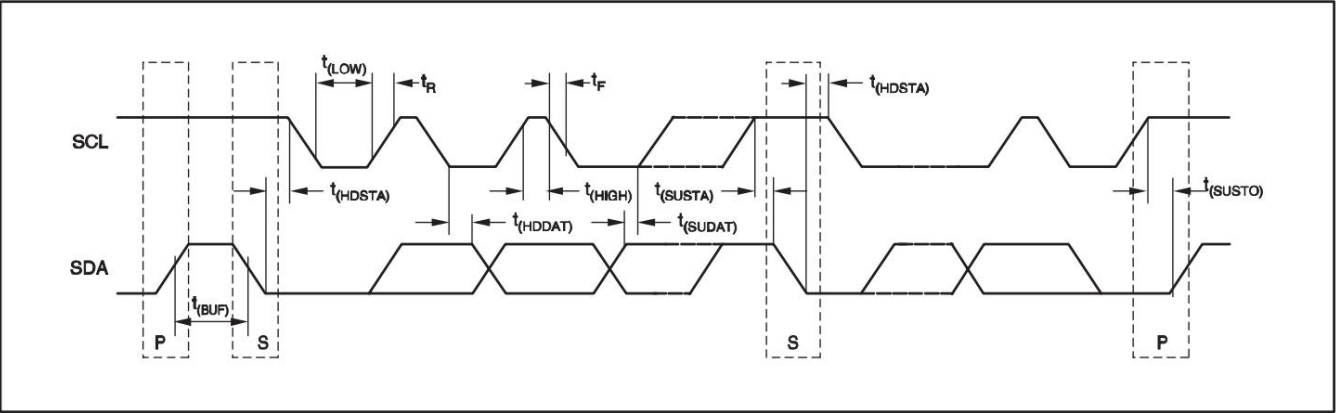 t(LOW)
tR
tF
t(HDSTA)
SCL
t(HDSTA)
t(HIGH)
t(SUSTA)
t(SUSTO)
t(HDDAT)
t(SUDAT)
SDA
t(BUF)
P
S
S
P